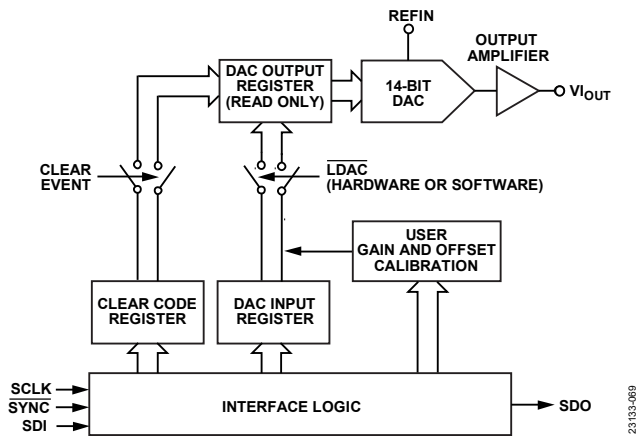 REFIN
OUTPUT
AMPLIFIER
DAC OUTPUT
REGISTER
(READ ONLY)
14-BIT
DAC
VIOUT
CLEAR
EVENT
LDAC
(HARDWARE OR SOFTWARE)
USER
GAIN AND OFFSET
CALIBRATION
CLEAR CODE
REGISTER
DAC INPUT
REGISTER
SCLK
SYNC
SDI
INTERFACE LOGIC
SDO
23133-069